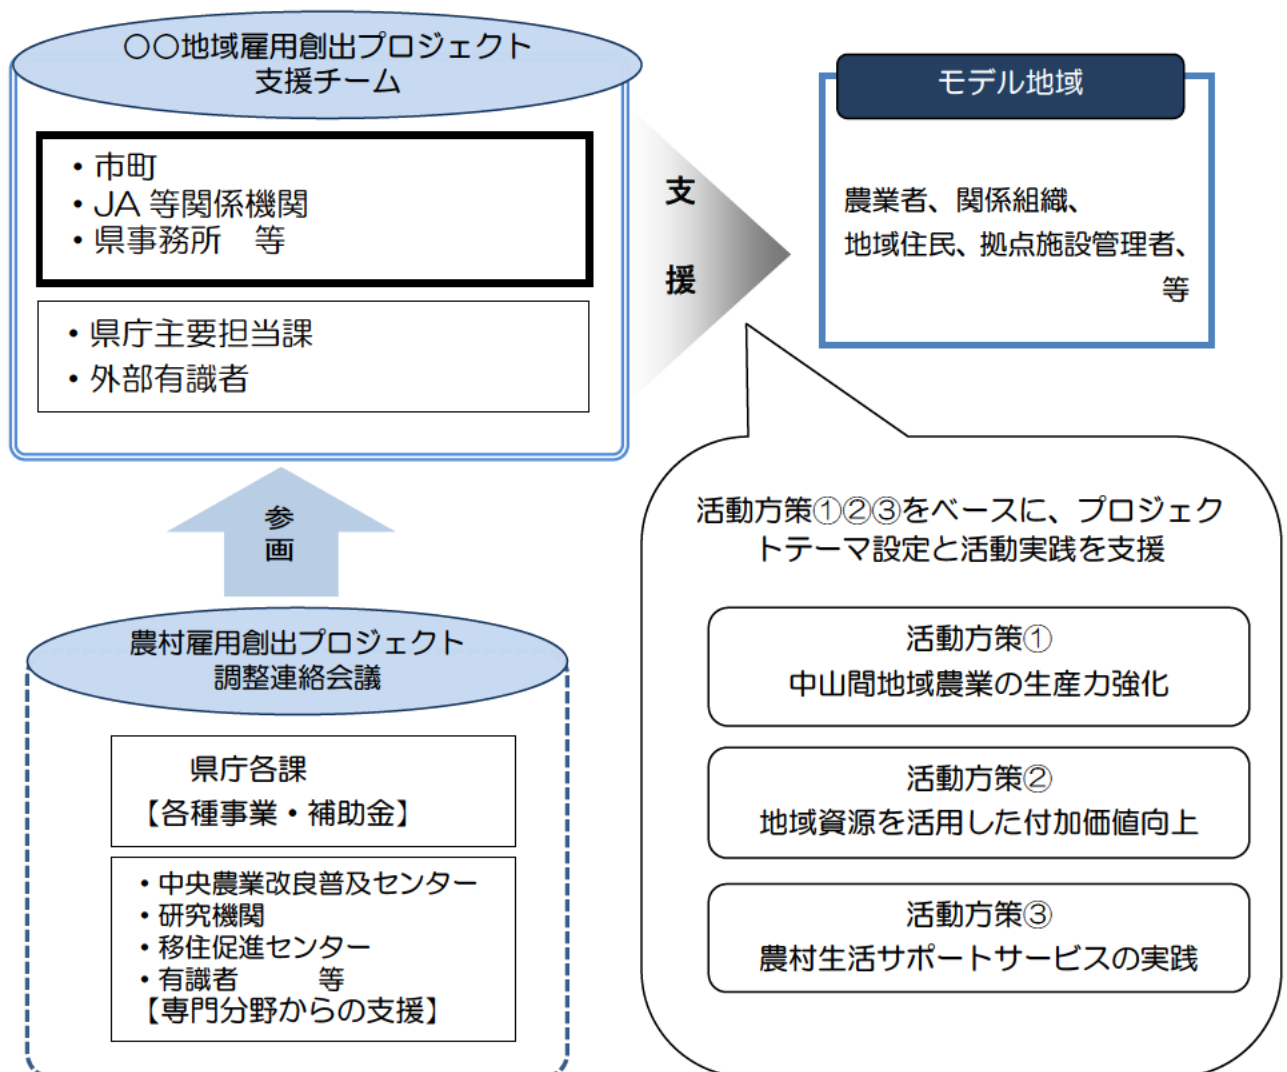 〇〇地域雇用創出プロジェクト
支援チーム
・市町
・JA 等関係機関
・県事務所　等
・県庁主要担当課
・外部有識者
支
援
モデル地域
農業者、関係組織、
地域住民、拠点施設管理者、
等
参
画
農村雇用創出プロジェクト
調整連絡会議
県庁各課
【各種事業・補助金】
・中央農業改良普及センター
・研究機関
・移住促進センター
・有識者　　　等
【専門分野からの支援】
活動方策①②③をベースに、プロジェク
トテーマ設定と活動実践を支援
活動方策①
中山間地域農業の生産力強化
活動方策②
地域資源を活用した付加価値向上
活動方策③
農村生活サポートサービスの実践